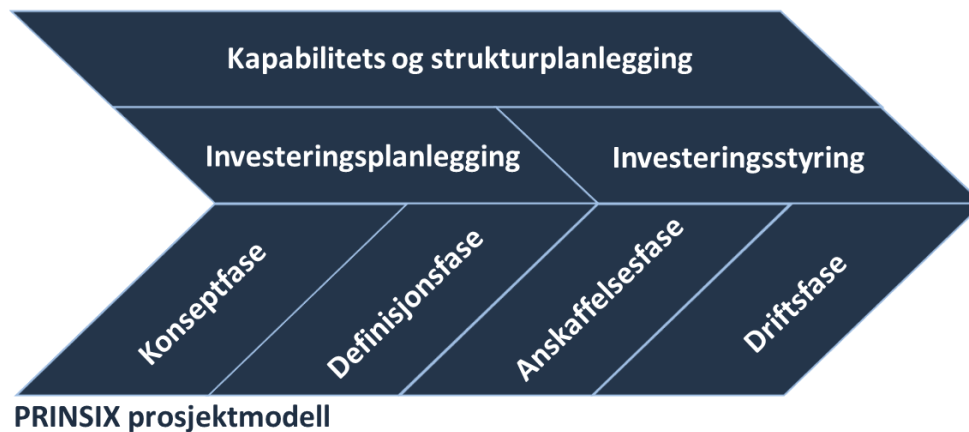 Kapabilitets og strukturplanlegging
Investeringsplanlegging
Investeringsstyring
Konseptfase
Definisjonsfase
Anskaffelsesfase
Driftsfase
PRINSIX prosjektmodell